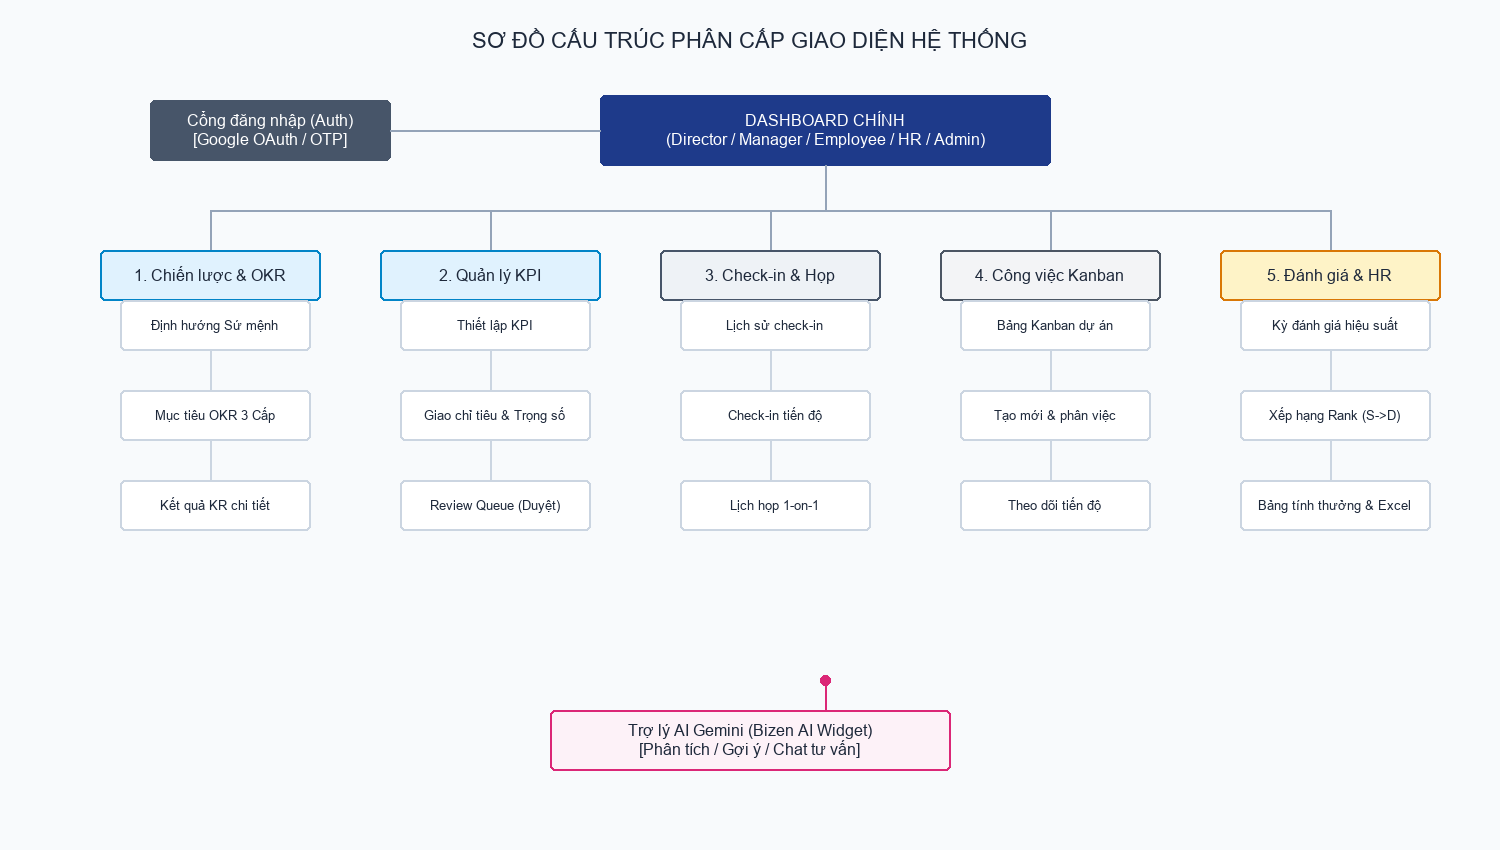 SƠ ĐỒ CẤU TRÚC PHÂN CẤP GIAO DIỆN HỆ THỐNG
Cổng đăng nhập (Auth)
[Google OAuth / OTP]
DASHBOARD CHÍNH
(Director / Manager / Employee / HR / Admin)
1. Chiến lược & OKR
Định hướng Sứ mệnh
Mục tiêu OKR 3 Cấp
Kết quả KR chi tiết
2. Quản lý KPI
Thiết lập KPI
Giao chỉ tiêu & Trọng số
Review Queue (Duyệt)
3. Check-in & Họp
Lịch sử check-in
Check-in tiến độ
Lịch họp 1-on-1
4. Công việc Kanban
Bảng Kanban dự án
Tạo mới & phân việc
Theo dõi tiến độ
5. Đánh giá & HR
Kỳ đánh giá hiệu suất
Xếp hạng Rank (S->D)
Bảng tính thưởng & Excel
Trợ lý AI Gemini (Bizen AI Widget)
[Phân tích / Gợi ý / Chat tư vấn]